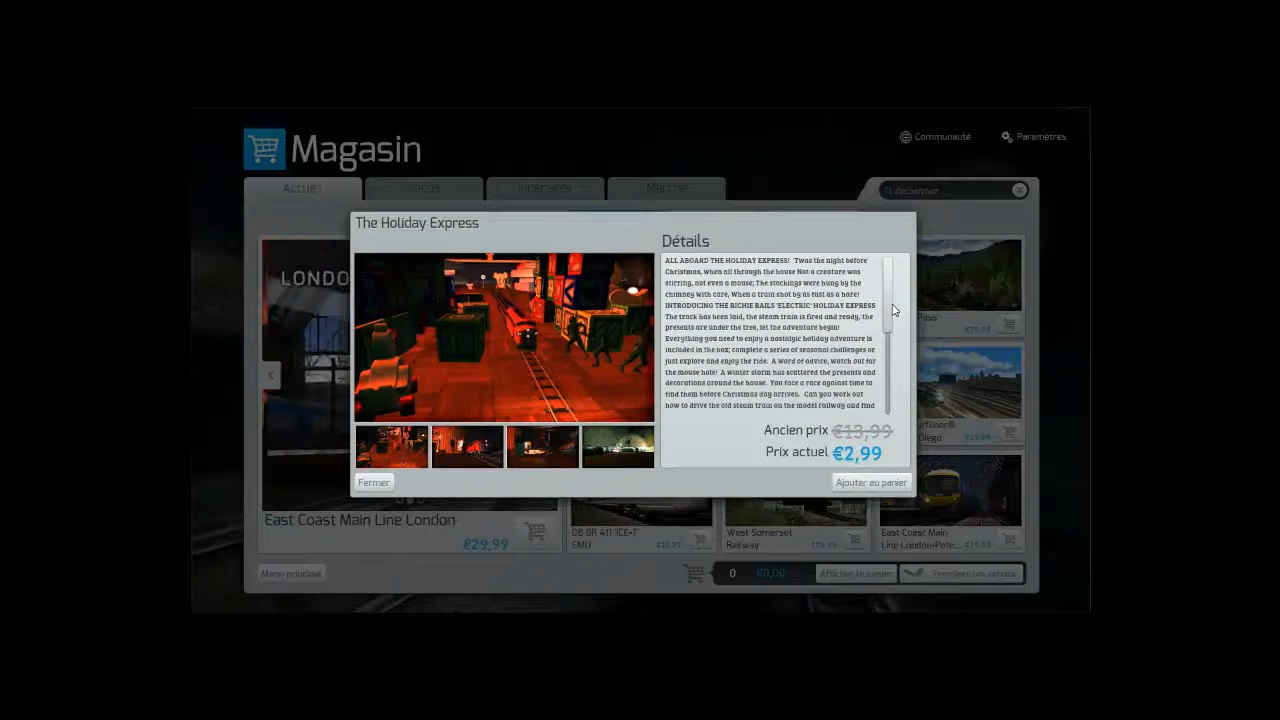 Magasin
Communauté
Paramètres
Accueil
Marché
Rechercher
The Holiday Express
Détails
ALL ABOARD THE HOLIDAY EXPRESS! 'Twas the night before
Christmas, when all through the house Not a creature was
stirring, not even a mouse; The stockings were hung by the
chimney with care, When a train shot by as fast as a hare!
INTRODUCING THE RICHIE RAILS 'ELECTRIC' HOLIDAY EXPRESS
The track has been laid, the steam train is fired and ready, the
presents are under the tree, let the adventure begin!
Everything you need to enjoy a nostalgic holiday adventure is
included in the box; complete a series of seasonal challenges or
just explore and enjoy the ride. A word of advice, watch out for
the mouse hole! A winter storm has scattered the presents and
decorations around the house. You face a race against time to
find them before Christmas day arrives. Can you work out
how to drive the old steam train on the model railway and find
Ancien prix €13,99
Prix actuel €2,99
Fermer
Ajouter au panier
LONDO
East Coast Main Line London
€29,99
DB BR 411 'ICE-T'
EMU
West Somerset
Railway
East Coast Main
Line London-Pete...
Pass
Diego
Menu principal
0 €0,00
Afficher le panier
Terminer les achats